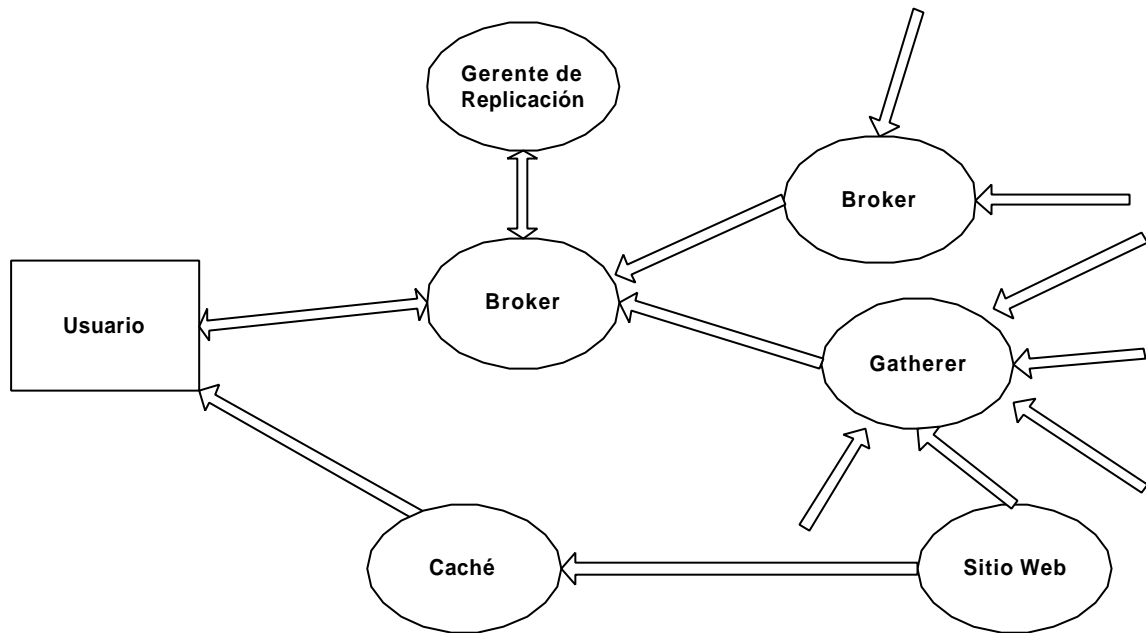 Gerente de
Replicación
Broker
Broker
Usuario
Gatherer
Caché
Sitio Web